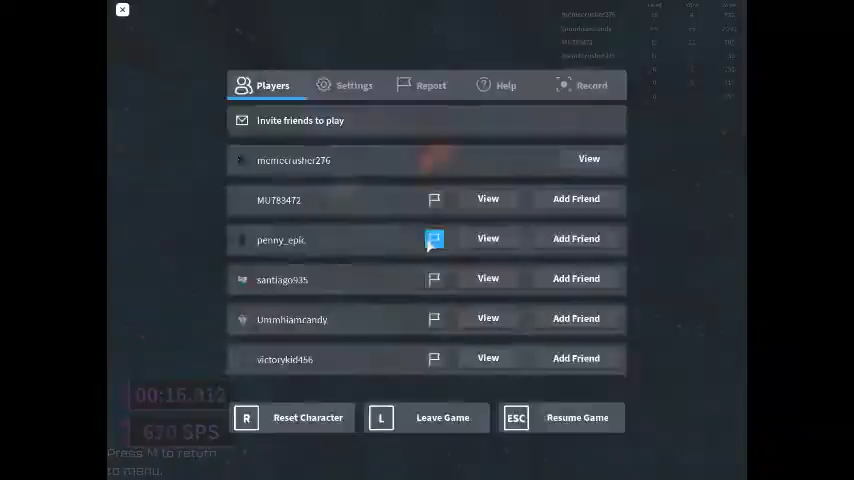 memecrusher276
Players
Settings
Report
Help
Record
Invite friends to play
memecrusher276
View
MU783472
View
Add Friend
penny_epic
View
Add Friend
santiago935
View
Add Friend
Ummhiamcandy
View
Add Friend
victorykid456
View
Add Friend
00:16.912
670 SPS
Press M to return
to menu.
R
Reset Character
L
Leave Game
ESC
Resume Game